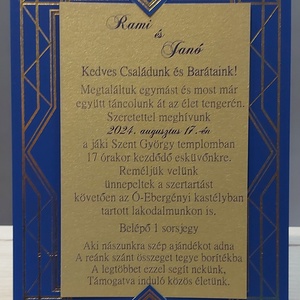 Rami
és
Janó
Kedves Családunk és Barátaink!
Megtaláltuk egymást és most már
együtt táncolunk át az élet tengerén.
Szeretettel meghívunk
2024. augusztus 17.-én
a jáki Szent György templomban
17 órakor kezdődő esküvőnkre.
Reméljük velünk
ünnepeltek a szertartást
követően az Ó-Ebergényi kastélyban
tartott lakodalmunkon is.
Belépő 1 sorsjegy
Aki nászunkra szép ajándékot adna
A reánk szánt összeget tegye borítékba
A legtöbbet ezzel segít nekünk,
Támogatva induló közös életünk.